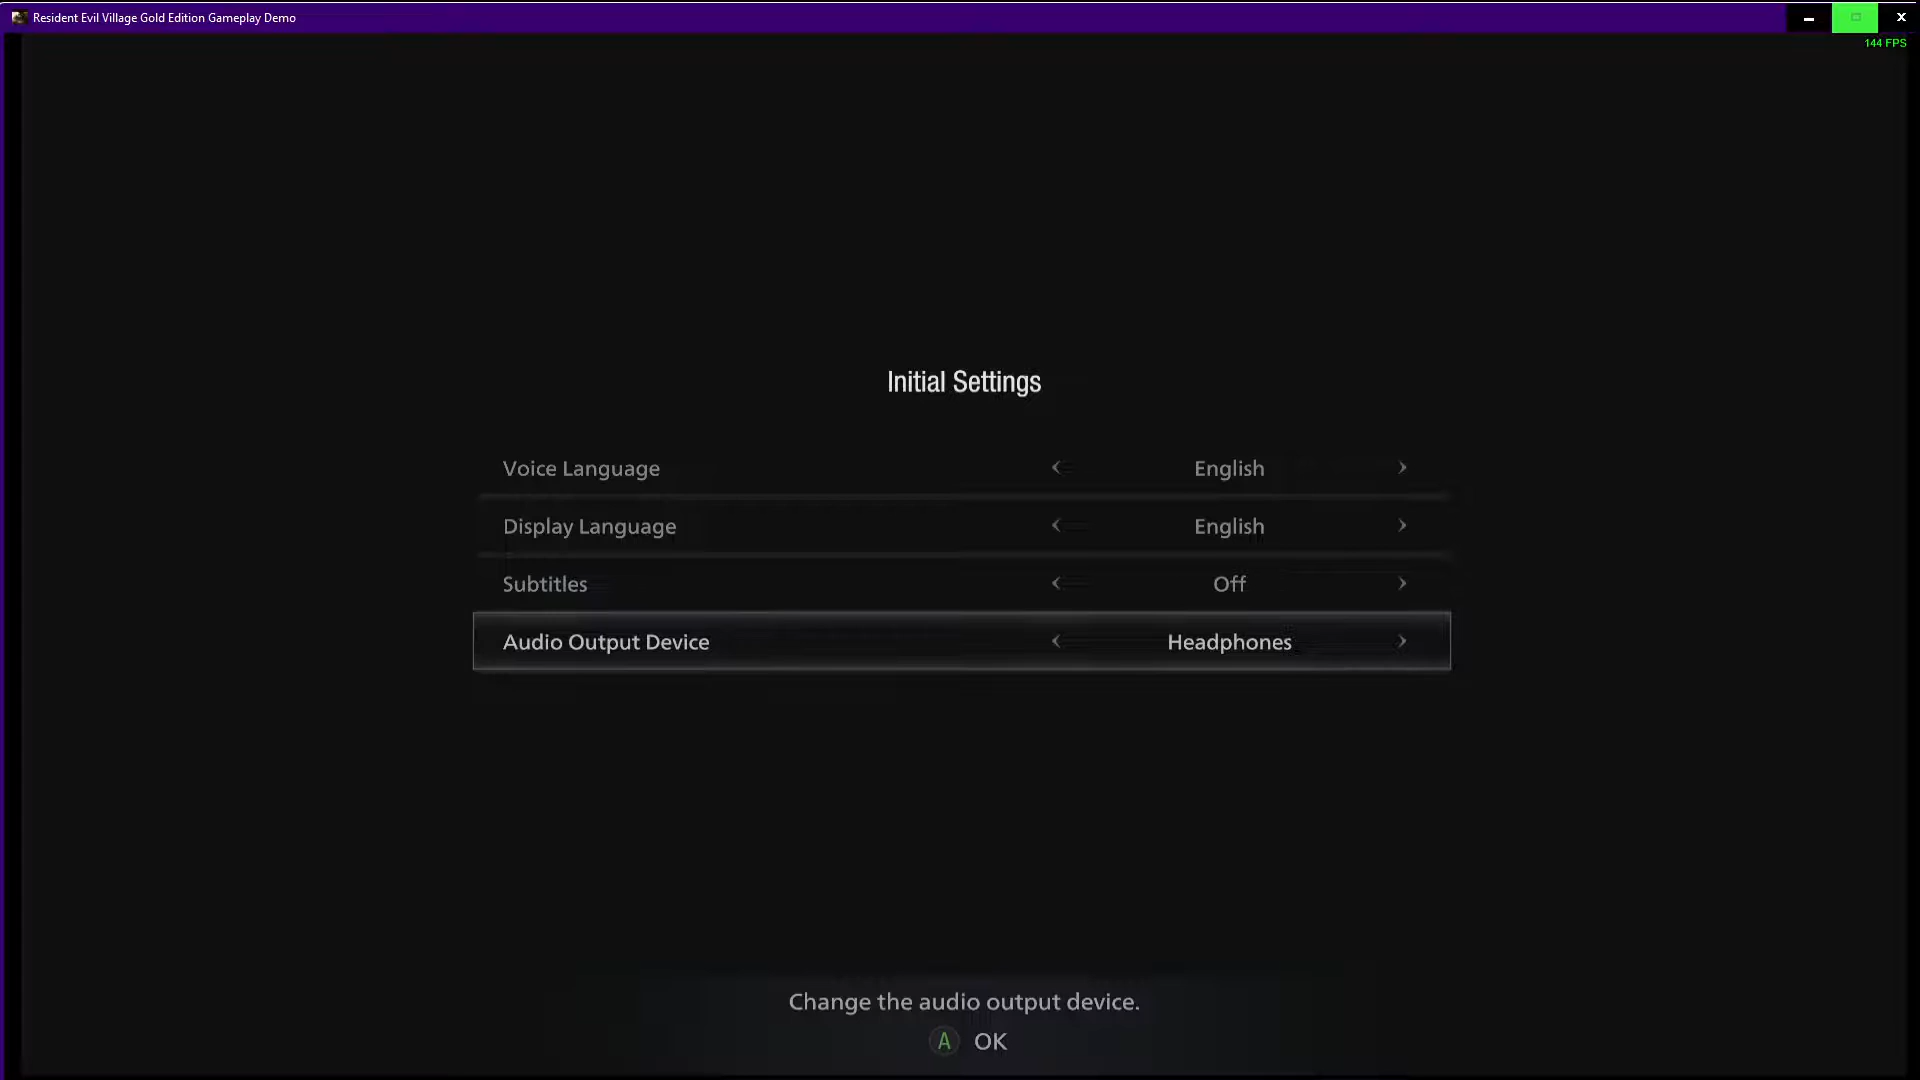 Resident Evil Village Gold Edition Gameplay Demo
144 FPS
Initial Settings
Voice Language English
Display Language English
Subtitles Off
Audio Output Device Headphones
Change the audio output device.
A OK